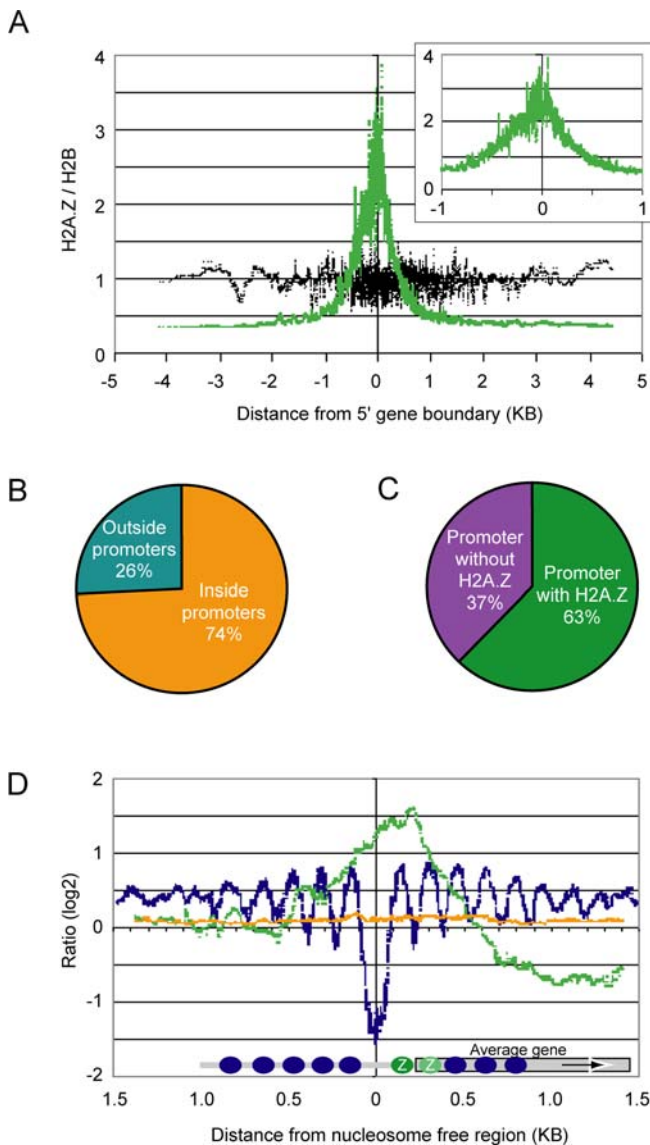 A
H2A.Z / H2B
4
3
2
1
0
-5 -4 -3 -2 -1 0 1 2 3 4 5
Distance from 5' gene boundary (KB)
4
2
0
-1 0 1
B
Outside
promoters
26%
Inside
promoters
74%
C
Promoter
without
H2A.Z
37%
Promoter
with H2A.Z
63%
D
Ratio (log2)
2
1
0
-1
-2
Z Z
Average gene
1.5 1.0 0.5 0 0.5 1.0 1.5
Distance from nucleosome free region (KB)